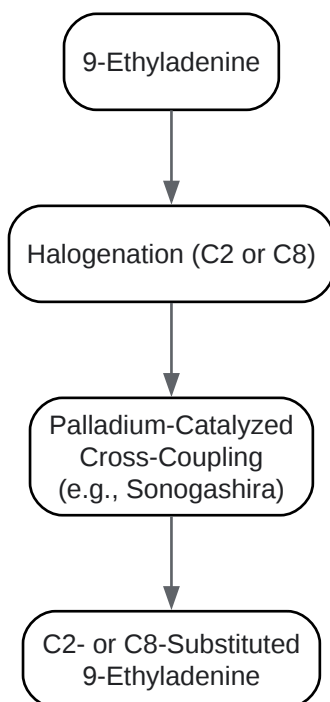 9-Ethyladenine
Halogenation (C2 or C8)
Palladium-Catalyzed
Cross-Coupling
(e.g., Sonogashira)
C2- or C8-Substituted
9-Ethyladenine